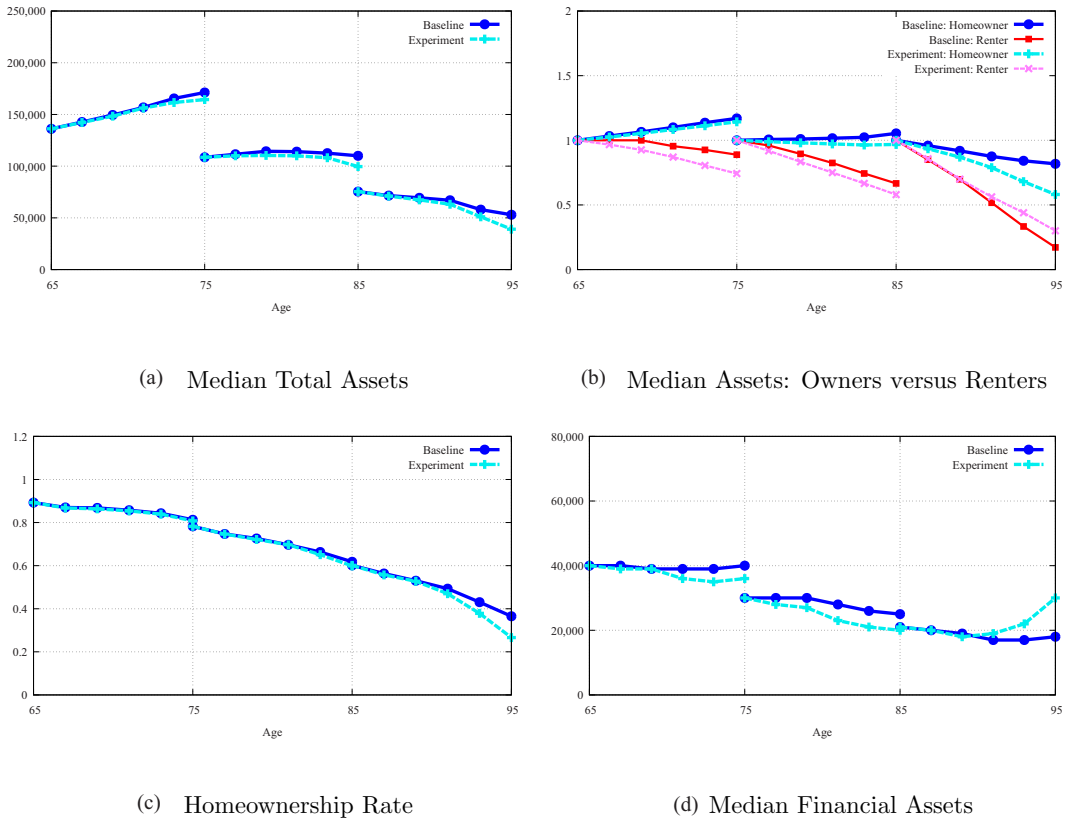 250,000
200,000
150,000
100,000
50,000
0
65 75 85 95
Age
Baseline
Experiment
(a) Median Total Assets
2
1.5
1
0.5
0
65 75 85 95
Age
Baseline: Homeowner
Baseline: Renter
Experiment: Homeowner
Experiment: Renter
(b) Median Assets: Owners versus Renters
1.2
1
0.8
0.6
0.4
0.2
0
65 75 85 95
Age
Baseline
Experiment
(c) Homeownership Rate
80,000
60,000
40,000
20,000
0
65 75 85 95
Age
Baseline
Experiment
(d) Median Financial Assets